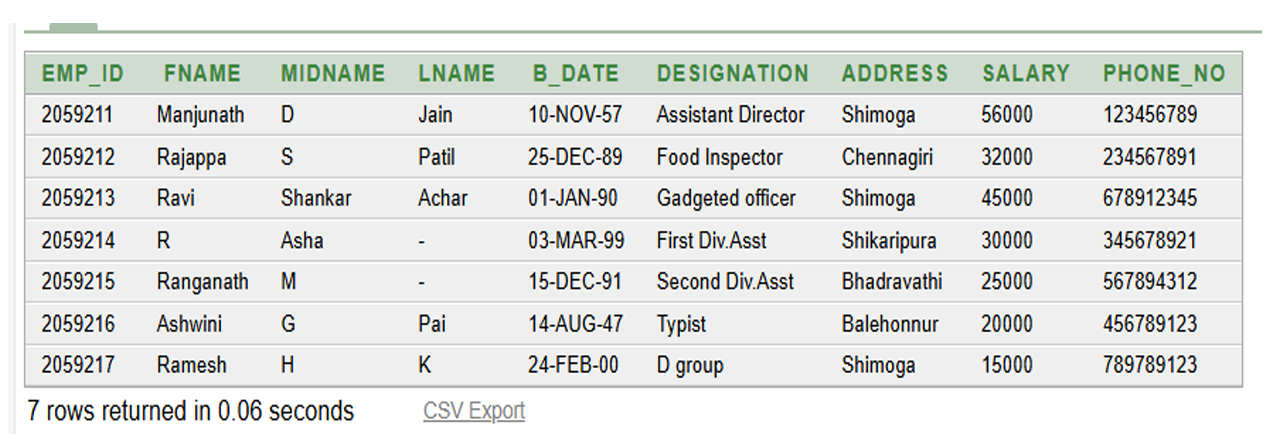 EMP_ID FNAME MIDNAME LNAME B_DATE DESIGNATION ADDRESS SALARY PHONE_NO
2059211 Manjunath D Jain 10-NOV-57 Assistant Director Shimoga 56000 123456789
2059212 Rajappa S Patil 25-DEC-89 Food Inspector Chennagiri 32000 234567891
2059213 Ravi Shankar Achar 01-JAN-90 Gadgeted officer Shimoga 45000 678912345
2059214 R Asha - 03-MAR-99 First Div.Asst Shikaripura 30000 345678921
2059215 Ranganath M - 15-DEC-91 Second Div.Asst Bhadravathi 25000 567894312
2059216 Ashwini G Pai 14-AUG-47 Typist Balehonnur 20000 456789123
2059217 Ramesh H K 24-FEB-00 D group Shimoga 15000 789789123
7 rows returned in 0.06 seconds CSV Export